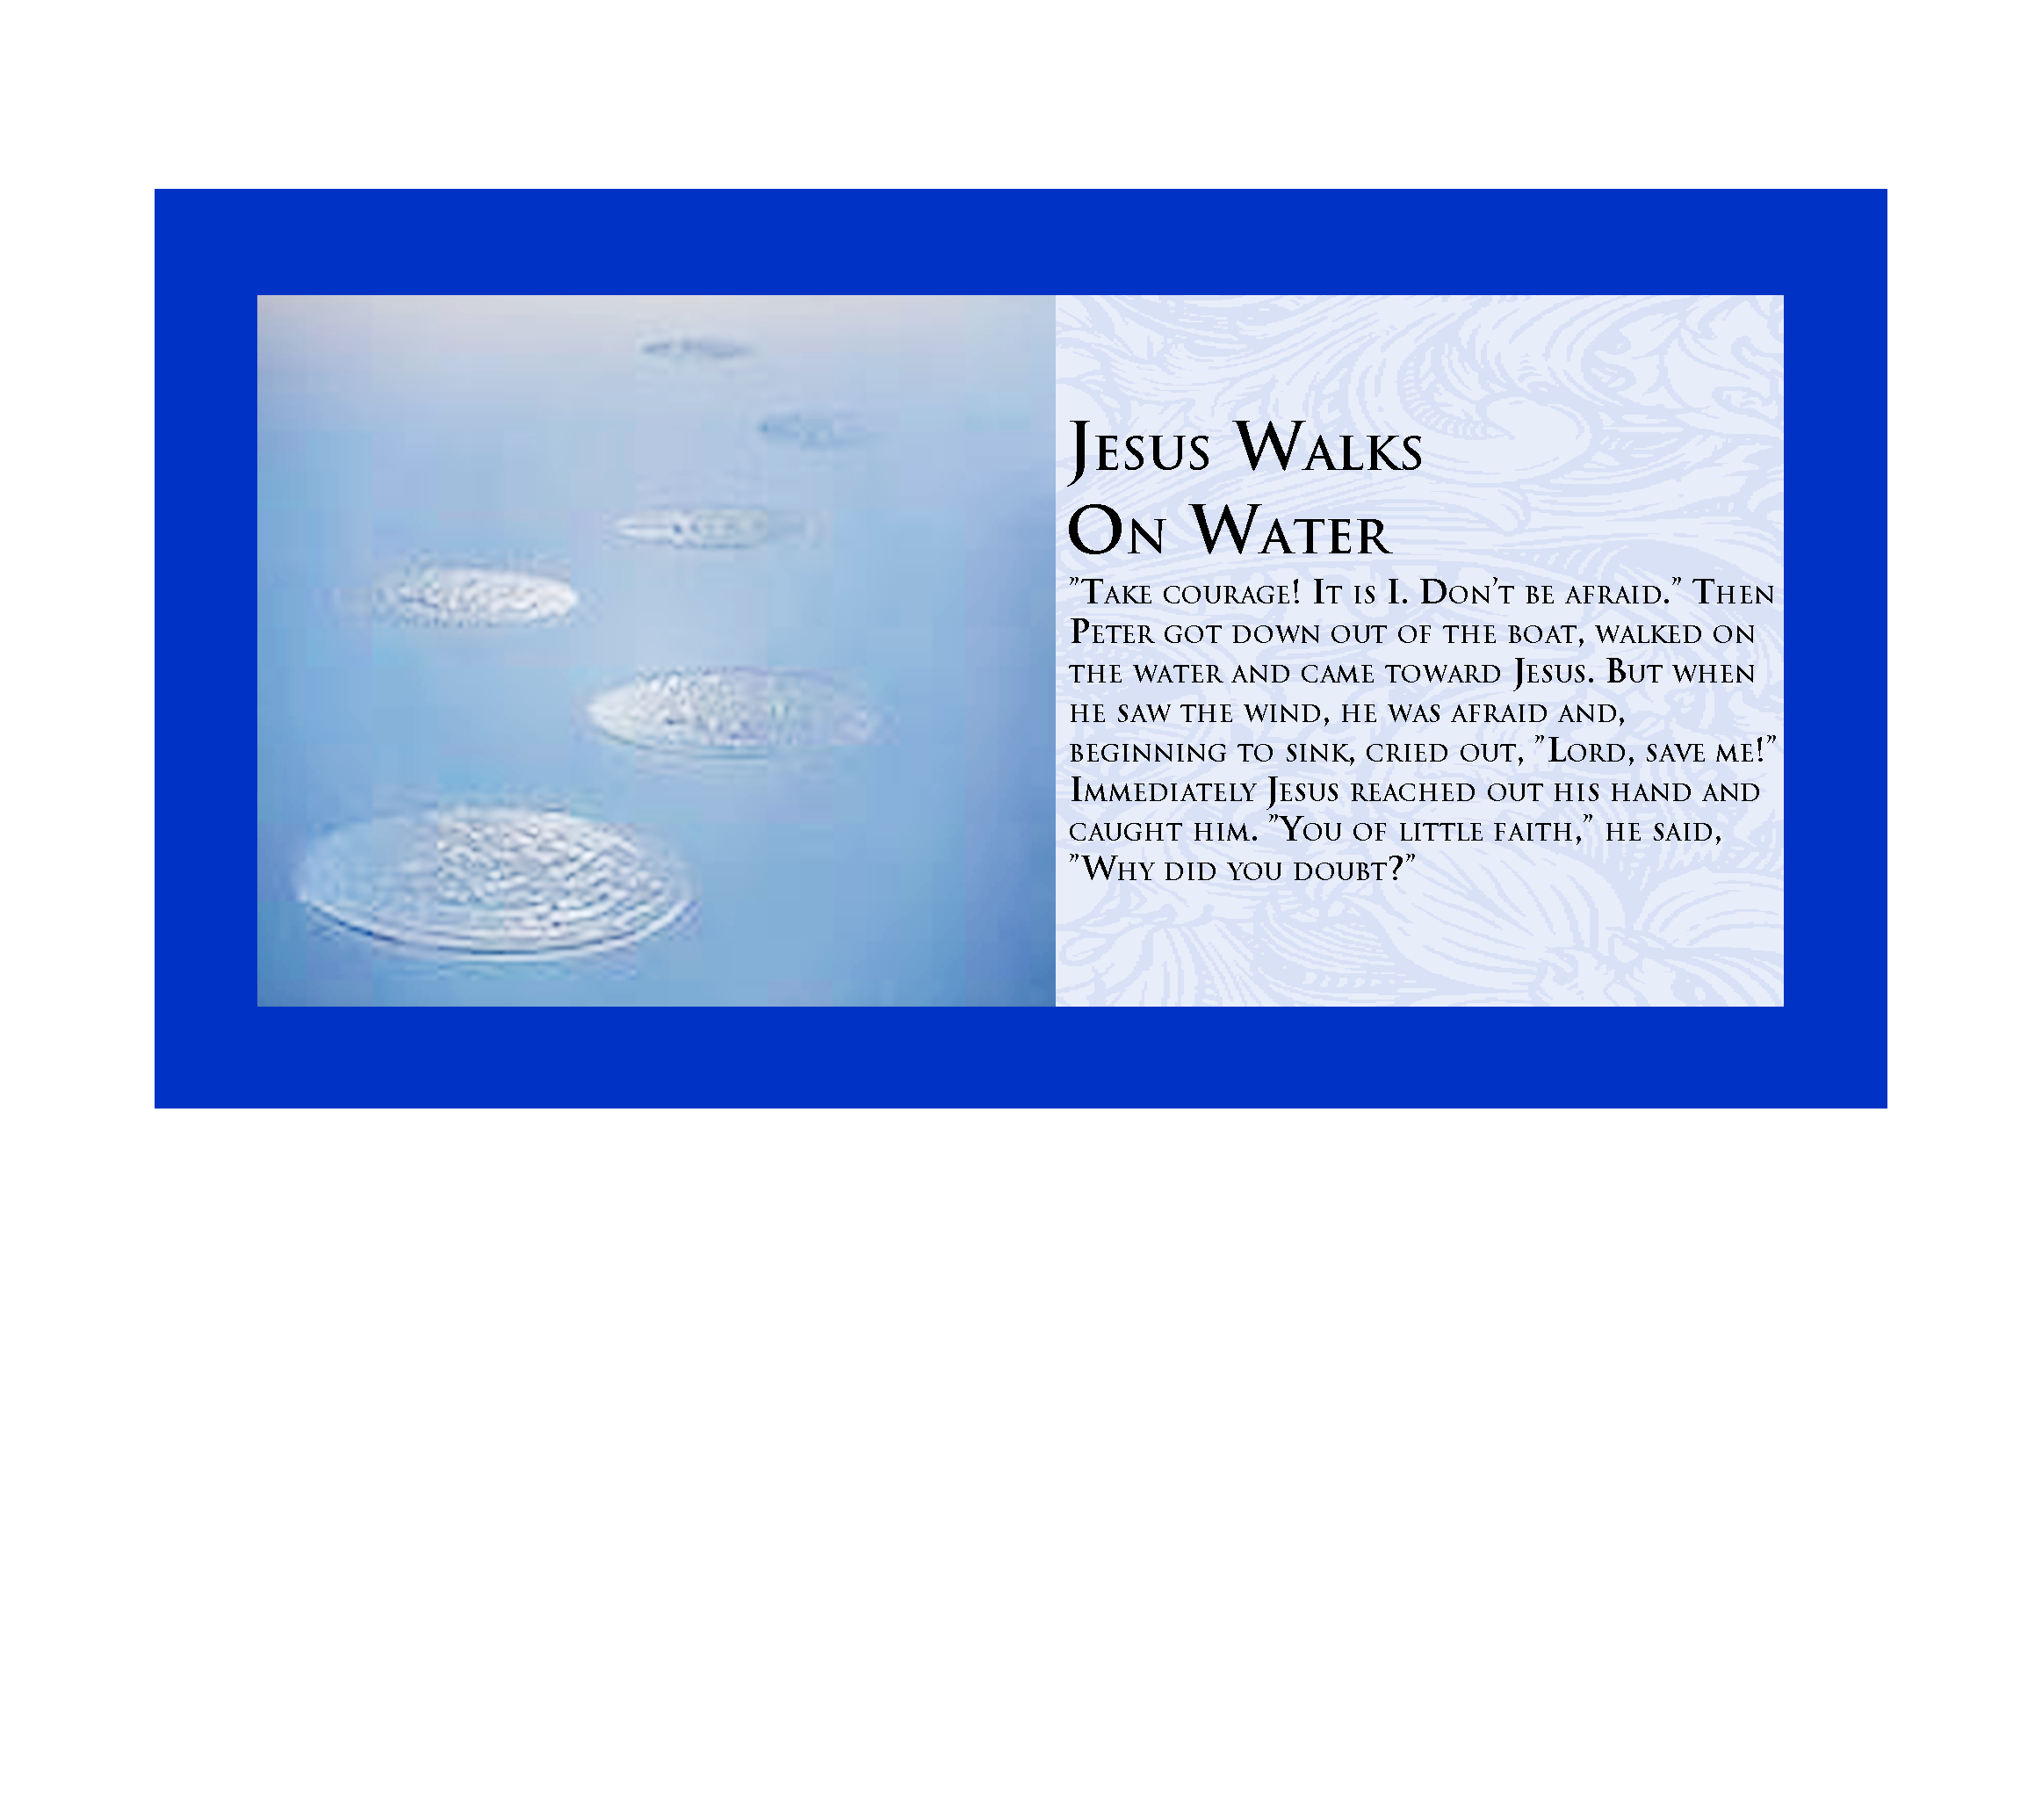 Jesus Walks
On Water
”Take courage! It is I. Don’t be afraid.” Then
Peter got down out of the boat, walked on
the water and came toward Jesus. But when
he saw the wind, he was afraid and,
beginning to sink, cried out, ”Lord, save me!”
Immediately Jesus reached out his hand and
caught him. ”You of little faith,” he said,
”Why did you doubt?”